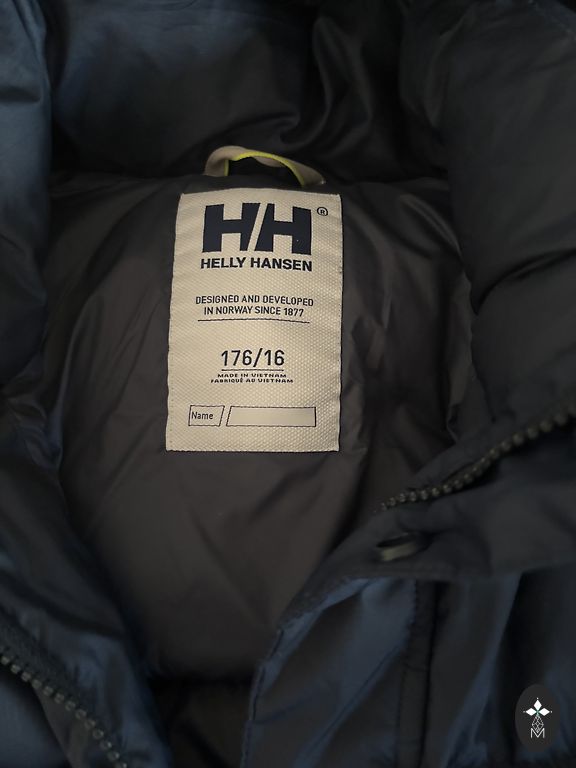 HH®
HELLY HANSEN
DESIGNED AND DEVELOPED
IN NORWAY SINCE 1877
176/16
MADE IN VIETNAM
FABRIQUÉ AU VIETNAM
Name
M